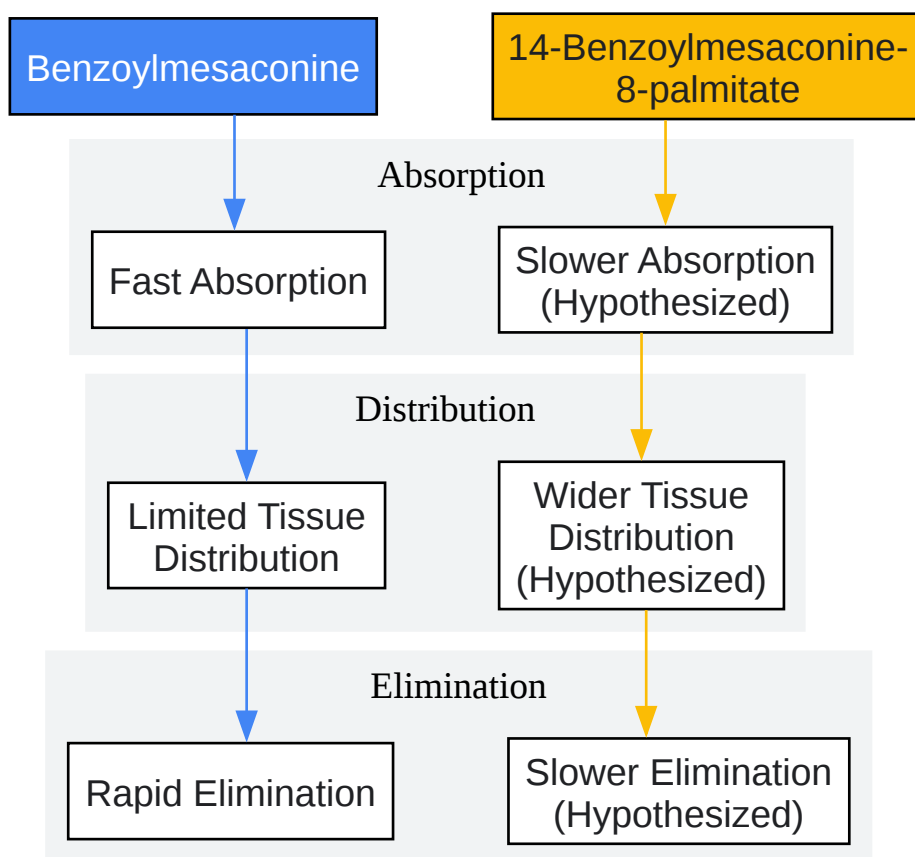 Benzoylmesaconine
14-Benzoylmesaconine-
8-palmitate
Absorption
Fast Absorption
Slower Absorption
(Hypothesized)
Distribution
Limited Tissue
Distribution
Wider Tissue
Distribution
(Hypothesized)
Elimination
Rapid Elimination
Slower Elimination
(Hypothesized)